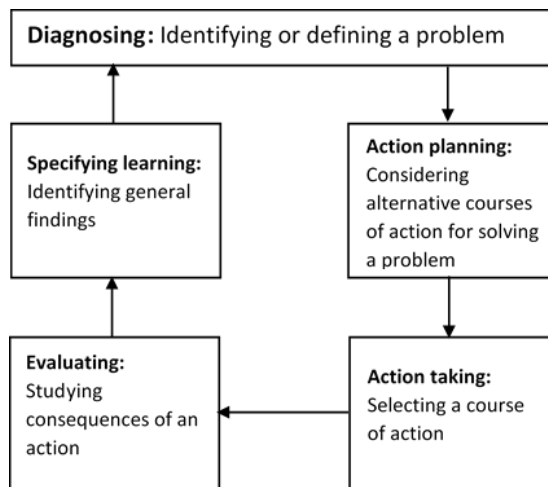 Diagnosing: Identifying or defining a problem
Action planning:
Considering
alternative courses
of action for solving
a problem
Action taking:
Selecting a course
of action
Evaluating:
Studying
consequences of an
action
Specifying learning:
Identifying general
findings